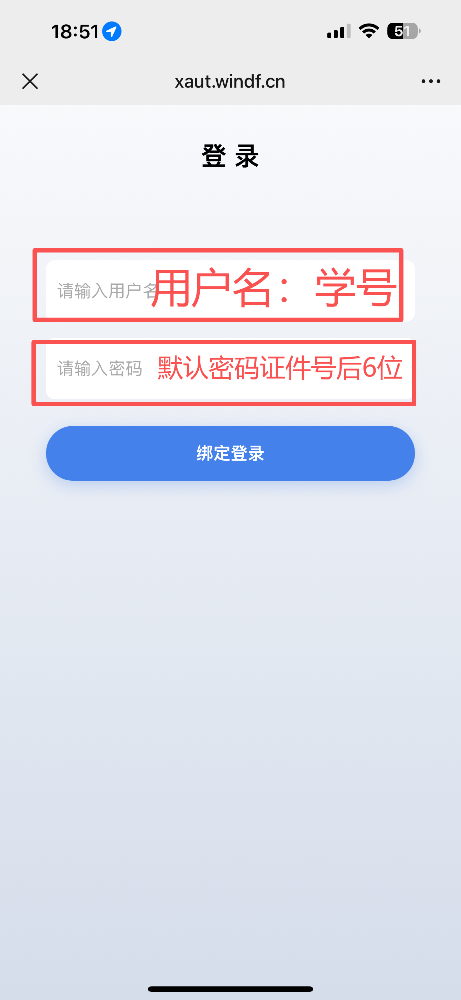 18:51
51
xaut.windf.cn
登 录
请输入用户名
用户名： 学号
请输入密码
默认密码证件号后6位
绑定登录